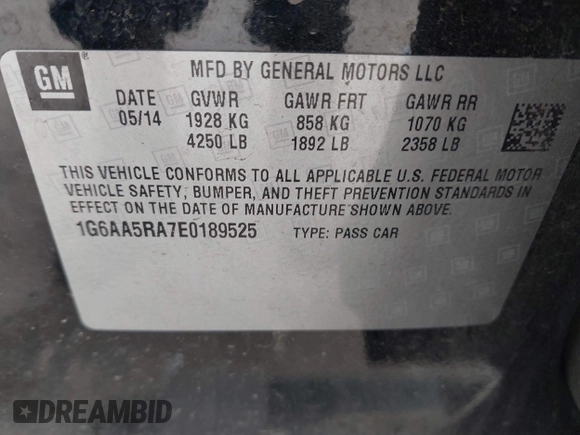 GM
MFD BY GENERAL MOTORS LLC
DATE GVWR GAWR FRT GAWR RR
05/14 1928 KG 858 KG 1070 KG
4250 LB 1892 LB 2358 LB
THIS VEHICLE CONFORMS TO ALL APPLICABLE U.S. FEDERAL MOTOR
VEHICLE SAFETY, BUMPER, AND THEFT PREVENTION STANDARDS IN
EFFECT ON THE DATE OF MANUFACTURE SHOWN ABOVE.
1G6AA5RA7E0189525 TYPE: PASS CAR
DREAMBID